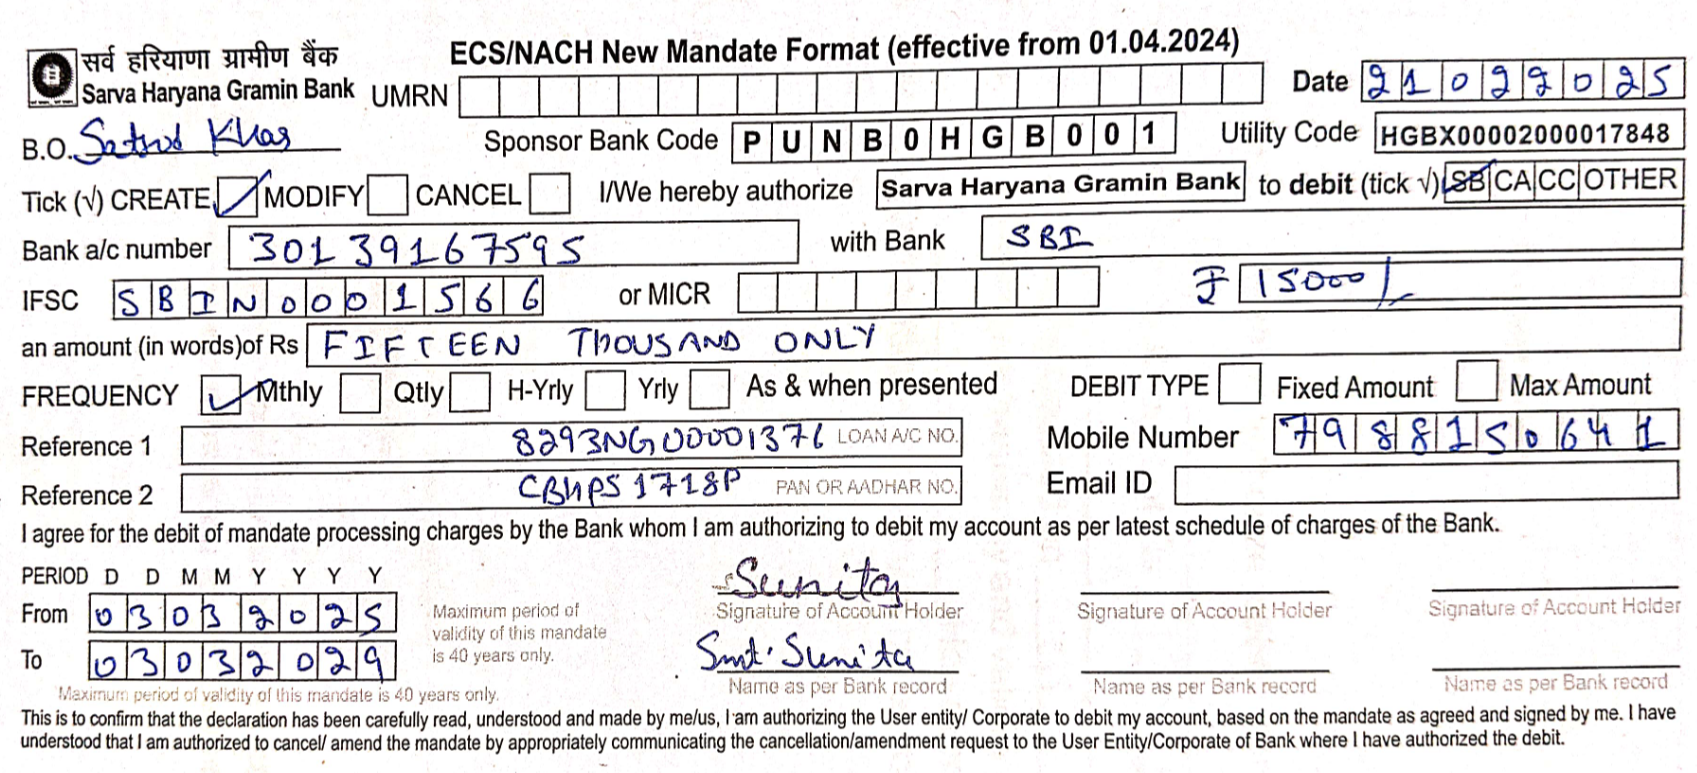 सर्व हरियाणा ग्रामीण बैंक
Sarva Haryana Gramin Bank
ECS/NACH New Mandate Format (effective from 01.04.2024)
UMRN
Date 21022025
B.O. Satrod Khas
Sponsor Bank Code PUNB0HGB001
Utility Code HGBX00002000017848
Tick (√) CREATE MODIFY CANCEL I/We hereby authorize Sarva Haryana Gramin Bank to debit (tick √) SB CA CC OTHER
Bank a/c number 30139167595 with Bank SBI
IFSC SBIN0001566 or MICR ₹ 15000/-
an amount (in words)of Rs FIFTEEN THOUSAND ONLY
FREQUENCY Mthly Qtly H-Yrly Yrly As & when presented DEBIT TYPE Fixed Amount Max Amount
Reference 1 8293NG00001376 LOAN A/C NO. Mobile Number 7988150641
Reference 2 CBHPS1718P PAN OR AADHAR NO. Email ID
I agree for the debit of mandate processing charges by the Bank whom I am authorizing to debit my account as per latest schedule of charges of the Bank.
PERIOD D D M M Y Y Y Y
From 03032025
To 03032029
Maximum period of
validity of this mandate
is 40 years only.
Maximum period of validity of this mandate is 40 years only.
Sunita
Signature of Account Holder Signature of Account Holder Signature of Account Holder
Smt. Sunita
Name as per Bank record Name as per Bank record Name as per Bank record
This is to confirm that the declaration has been carefully read, understood and made by me/us, I am authorizing the User entity/ Corporate to debit my account, based on the mandate as agreed and signed by me. I have
understood that I am authorized to cancel/ amend the mandate by appropriately communicating the cancellation/amendment request to the User Entity/Corporate of Bank where I have authorized the debit.